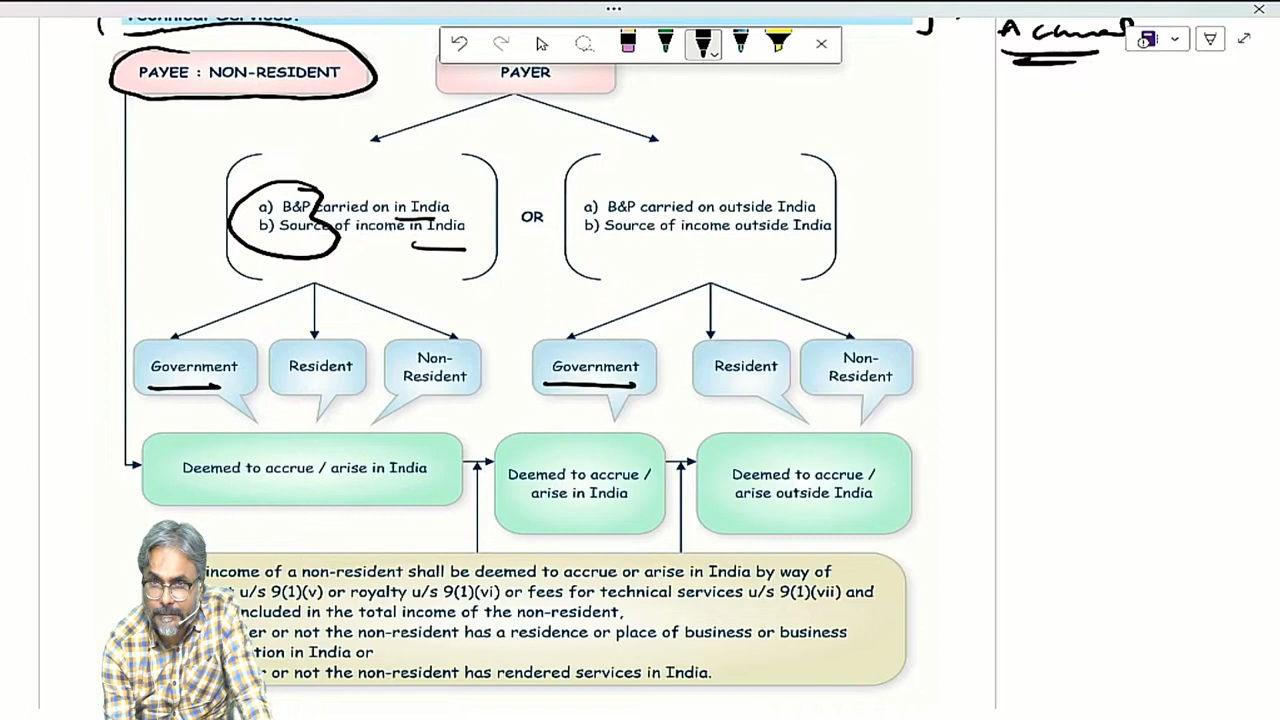 Technical Services.
PAYEE : NON-RESIDENT
PAYER
a) B&P carried on in India
b) Source of income in India
OR
a) B&P carried on outside India
b) Source of income outside India
Government
Resident
Non-
Resident
Government
Resident
Non-
Resident
Deemed to accrue / arise in India
Deemed to accrue /
arise in India
Deemed to accrue /
arise outside India
income of a non-resident shall be deemed to accrue or arise in India by way of
u/s 9(1)(v) or royalty u/s 9(1)(vi) or fees for technical services u/s 9(1)(vii) and
included in the total income of the non-resident,
or not the non-resident has a residence or place of business or business
in India or
or not the non-resident has rendered services in India.